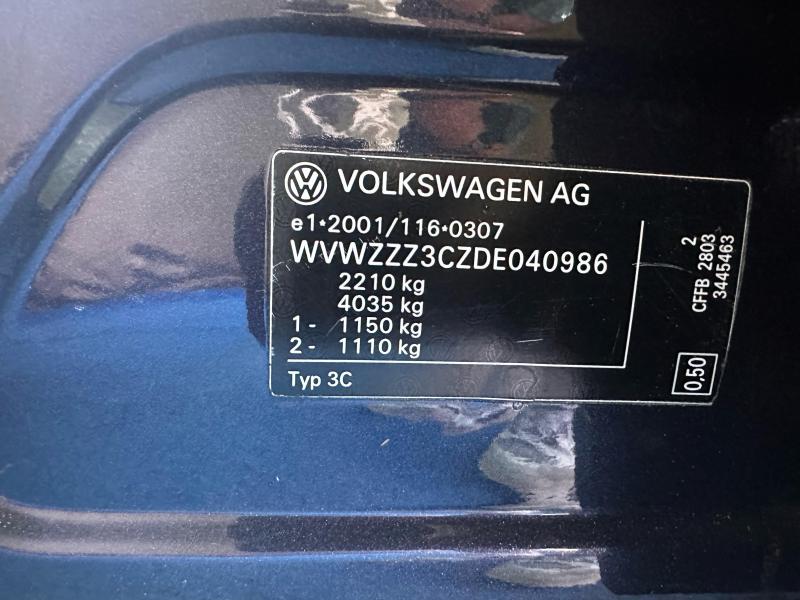 VOLKSWAGEN AG
e1*2001/116*0307
WVWZZZ3CZDE040986
2210 kg
4035 kg
1 - 1150 kg
2 - 1110 kg
Typ 3C
2
CFFB 2803
3445463
0,50